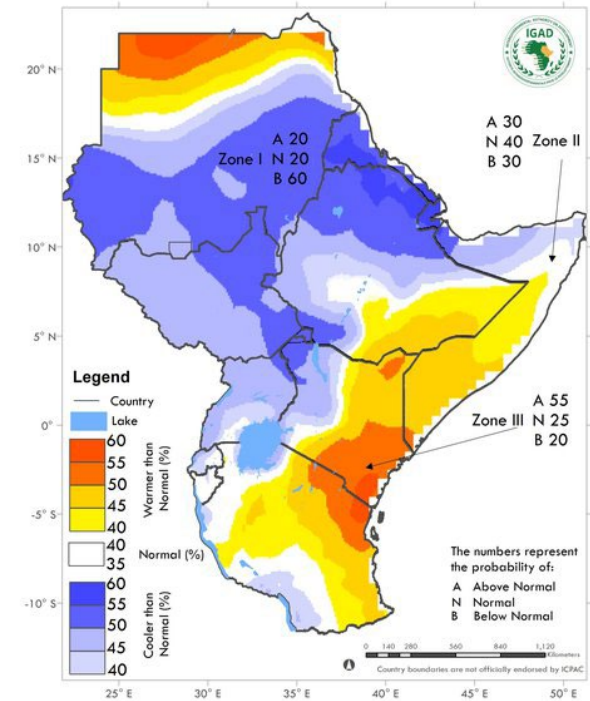 IGAD
20° N
15° N
10° N
5° N
0°
-5° S
-10° S
A 20
Zone I N 20
B 60
A 30
N 40 Zone II
B 30
A 55
Zone III N 25
B 20
Legend
Country
Lake
Warmer than
Normal (%)
60
55
50
45
40
40
Normal (%)
35
Cooler than
Normal (%)
60
55
50
45
40
The numbers represent
the probability of:
A Above Normal
N Normal
B Below Normal
0 140 280 560 840 1,120
Kilometers
Country boundaries are not officially endorsed by ICPAC
25° E 30° E 35° E 40° E 45° E 50° E